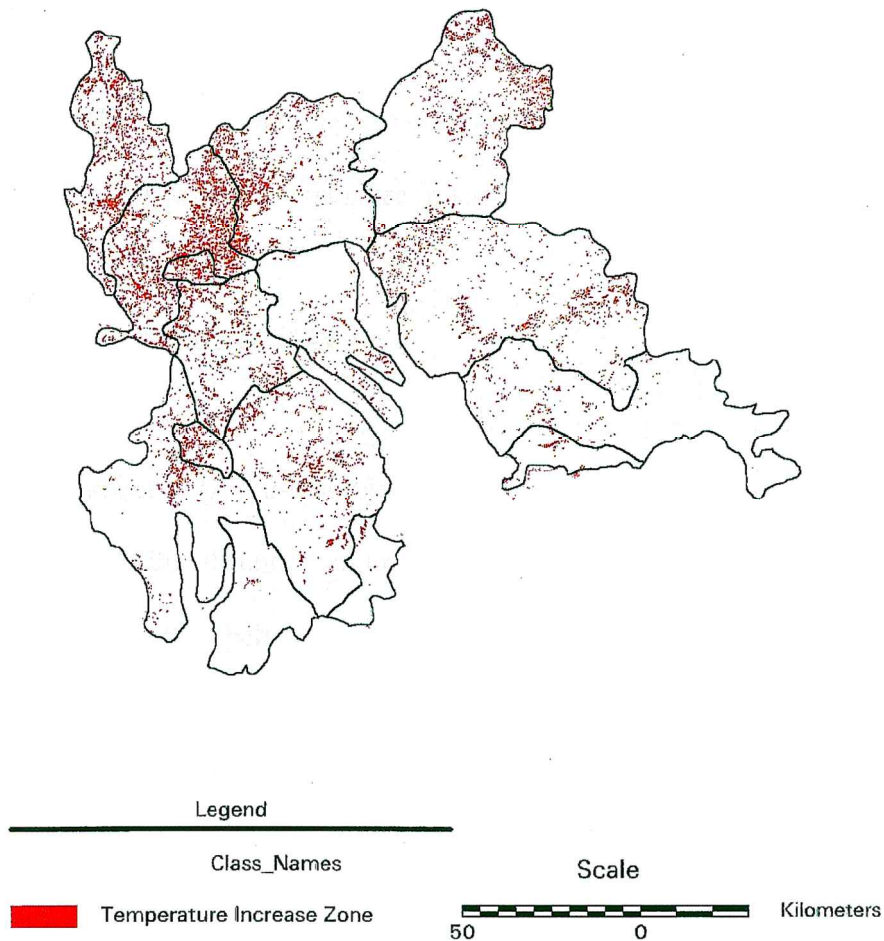 Legend
Class_Names
Temperature Increase Zone
Scale
Kilometers
50 0